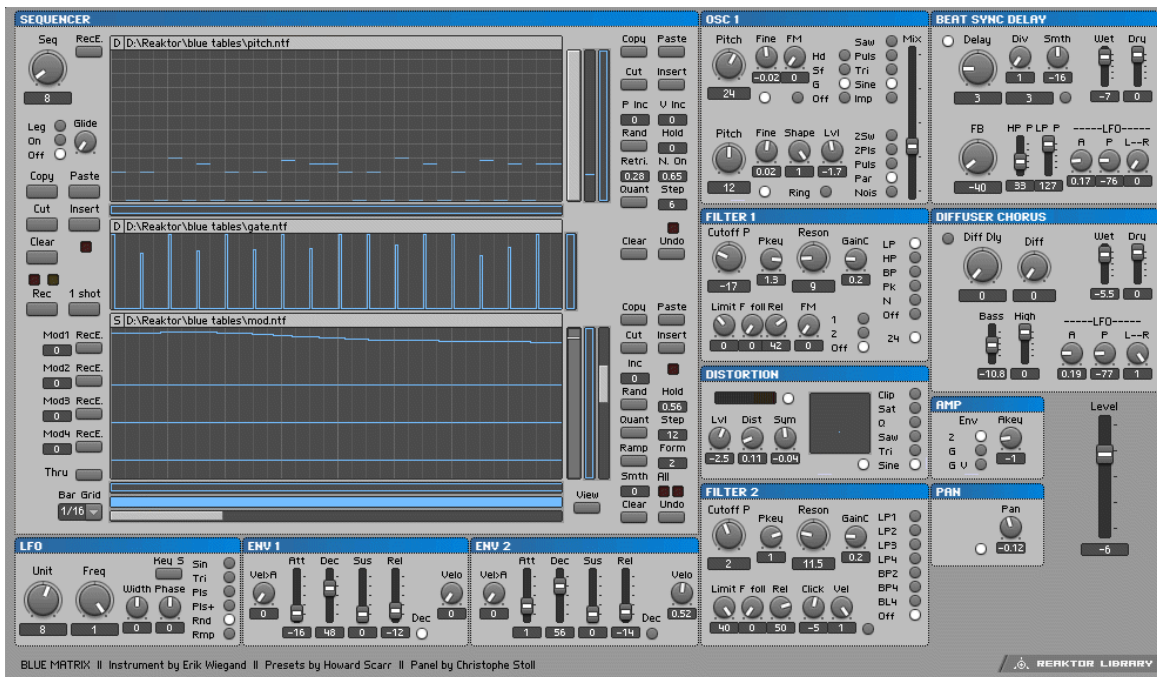 SEQUENCER
Seq RecE.
8
D D:\Reaktor\blue tables\pitch.ntf
Leg
On
Off
Glide
Copy Paste
Cut Insert
Clear
Rec 1 shot
D D:\Reaktor\blue tables\gate.ntf
S D:\Reaktor\blue tables\mod.ntf
Mod1 RecE.
0
Mod2 RecE.
0
Mod3 RecE.
0
Mod4 RecE.
0
Thru
Bar Grid
1/16
Copy Paste
Cut Insert
P Inc V Inc
0 0
Rand Hold
0
Retri. N. On
0.28 0.65
Quant Step
6
Clear Undo
Copy Paste
Cut Insert
Inc
0
Rand Hold
0.56
Quant Step
12
Ramp Form
2
Smth All
0
View Clear Undo
LFO
Unit Freq
8 1
Key S
Width Phase
0 0
Sin
Tri
Pls
Pls+
Rnd
Rmp
ENV 1
Vel>A Att Dec Sus Rel Velo
0 -16 48 0 -12 Dec 0
ENV 2
Vel>A Att Dec Sus Rel Velo
0 1 56 0 -14 Dec 0.52
OSC 1
Pitch Fine FM
24 -0.02 0
Hd
Sf
G
Off
Saw
Puls
Tri
Sine
Imp
Mix
Pitch Fine Shape Lvl
12 0.02 1 -1.7
Ring
2Sw
2Pls
Puls
Par
Nois
FILTER 1
Cutoff P Pkey Reson GainC
-17 1.3 9 0.2
LP
HP
BP
Pk
N
Off
Limit F foll Rel FM
0 0 42 0
1
2
Off
24
DISTORTION
Lvl Dist Sym
-2.5 0.11 -0.04
Clip
Sat
Q
Saw
Tri
Sine
FILTER 2
Cutoff P Pkey Reson GainC
2 1 11.5 0.2
LP1
LP2
LP3
LP4
BP2
BP4
BL4
Off
Limit F foll Rel Click Vel
40 0 50 -5 1
BEAT SYNC DELAY
Delay Div Smth Wet Dry
1 -16
3 3 -7 0
FB HP P LP P -----LFO-----
A P L--R
-40 39 127 0.17 -76 0
DIFFUSER CHORUS
Diff Dly Diff Wet Dry
0 0 -5.5 0
Bass High -----LFO-----
A P L--R
-10.8 0 0.19 -77 1
AMP
Env Akey
2
G
G V
-1
Level
-6
PAN
Pan
-0.12
BLUE MATRIX II Instrument by Erik Wiegand II Presets by Howard Scarr II Panel by Christophe Stoll
REAKTOR LIBRARY